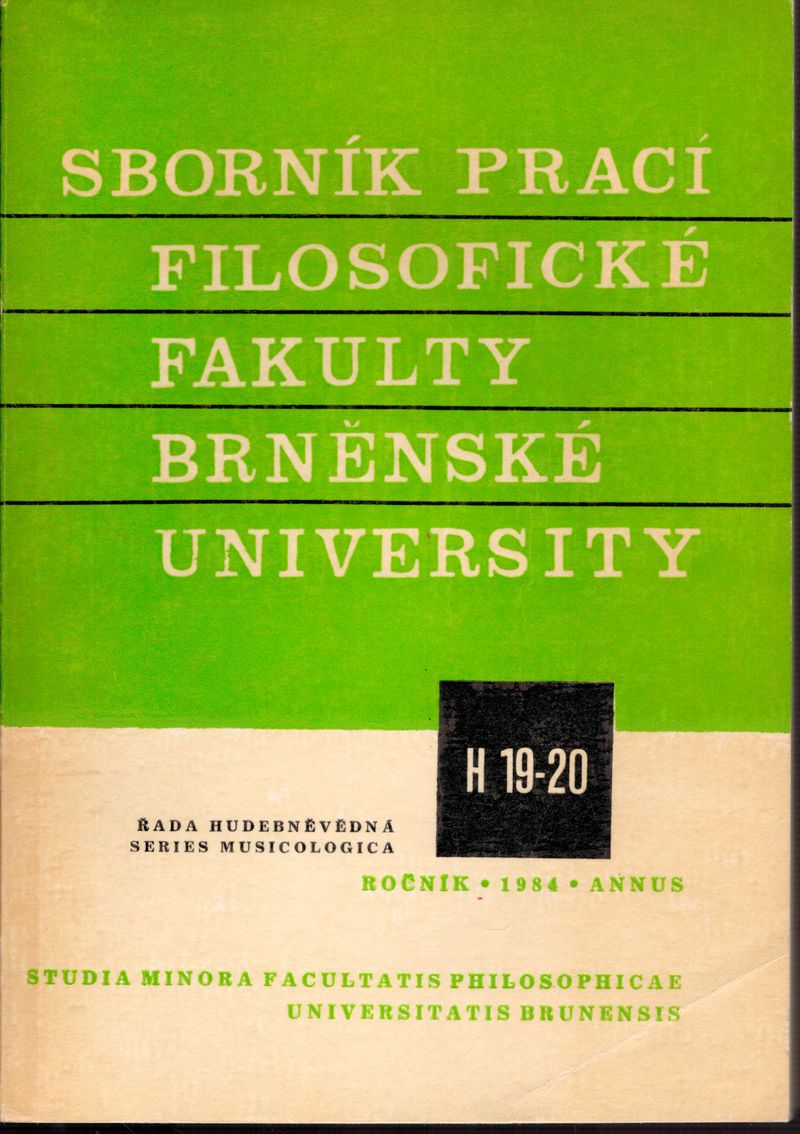 SBORNÍK PRACÍ
FILOSOFICKÉ
FAKULTY
BRNĚNSKÉ
UNIVERSITY
H 19-20
ŘADA HUDEBNĚVĚDNÁ
SERIES MUSICOLOGICA
ROČNÍK • 1984 • ANNUS
STUDIA MINORA FACULTATIS PHILOSOPHICAE
UNIVERSITATIS BRUNENSIS